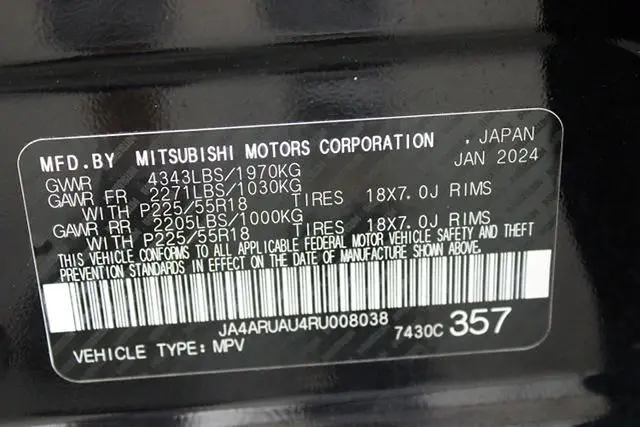 MFD.BY MITSUBISHI MOTORS CORPORATION , JAPAN
GVWR 4343LBS/1970KG JAN 2024
GAWR FR 2271LBS/1030KG
WITH P225/55R18 TIRES 18X7.0J RIMS
GAWR RR 2205LBS/1000KG
WITH P225/55R18 TIRES 18X7.0J RIMS
THIS VEHICLE CONFORMS TO ALL APPLICABLE FEDERAL MOTOR VEHICLE SAFETY AND THEFT
PREVENTION STANDARDS IN EFFECT ON THE DATE OF MANUFACTURE SHOWN ABOVE.
JA4ARUAU4RU008038 7430C 357
VEHICLE TYPE: MPV